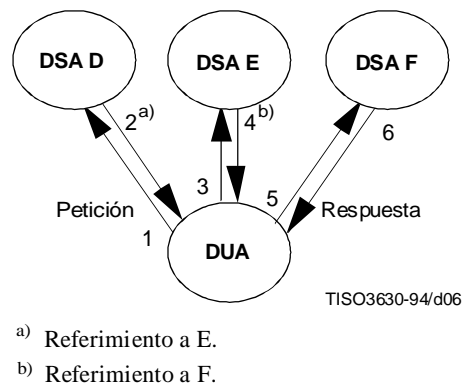 DSA D
DSA E
DSA F
2a)
4b)
6
3
5
Petición
Respuesta
1
DUA
TISO3630-94/d06
a) Referimiento a E.
b) Referimiento a F.